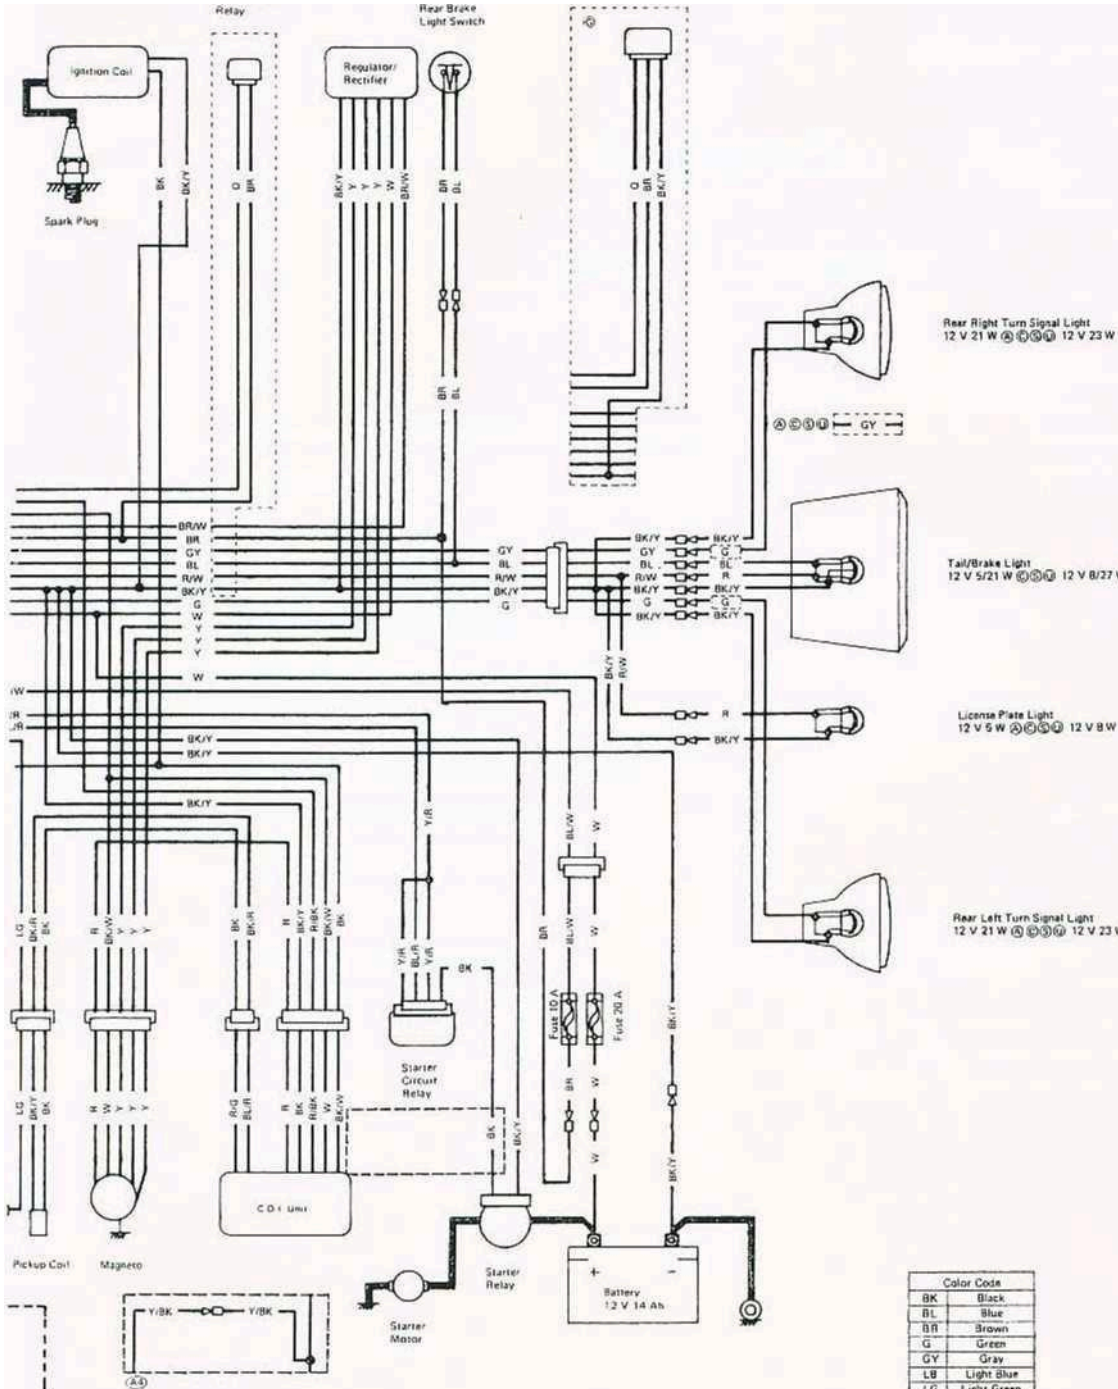 Relay
Rear Brake
Light Switch
Ignition Coil
Regulator/
Rectifier
Spark Plug
BK
BK/Y
O
BR
BK/Y
Y
Y
Y
W
BR/W
BR
BL
O
BR
BK/Y
BR
BL
Rear Right Turn Signal Light
12 V 21 W Ⓐ Ⓒ Ⓢ Ⓤ 12 V 23 W
Ⓐ Ⓒ Ⓢ Ⓤ GY
BR/W
BR
GY
BL
R/W
BK/Y
G
W
Y
Y
Y
W
GY
BL
R/W
BK/Y
G
BK/Y
GY
BL
R/W
BK/Y
G
BK/Y
BK/Y
G
BL
R
BK/Y
G
BK/Y
Tail/Brake Light
12 V 5/21 W Ⓒ Ⓢ Ⓤ 12 V 8/27
BK/Y
R/W
R
BK/Y
License Plate Light
12 V 5 W Ⓐ Ⓒ Ⓢ Ⓤ 12 V 8 W
/W
/R
/R
BK/Y
BK/Y
BK/Y
Y/R
BL/W
W
Rear Left Turn Signal Light
12 V 21 W Ⓐ Ⓒ Ⓢ Ⓤ 12 V 23
LG
BK/R
BK
R
BK/W
Y
Y
Y
BK
BK/R
R
BK/Y
R/BK
BK/W
BK
Y/R
BL/R
Y/R
BK
BR
BL/W
W
Fuse 10 A
Fuse 20 A
BK/Y
Starter
Circuit
Relay
LG
BK/Y
BK
R
W
Y
Y
Y
R/G
BL/R
R
BK
R/BK
W
BK/W
BK
BK/Y
BR
W
W
BK/Y
C.D.I. Unit
Pickup Coil
Magneto
Starter
Relay
Starter
Motor
+
−
Battery
12 V 14 Ah
Y/BK
Y/BK
Color Code
BK Black
BL Blue
BR Brown
G Green
GY Gray
LB Light Blue
LG Light Green